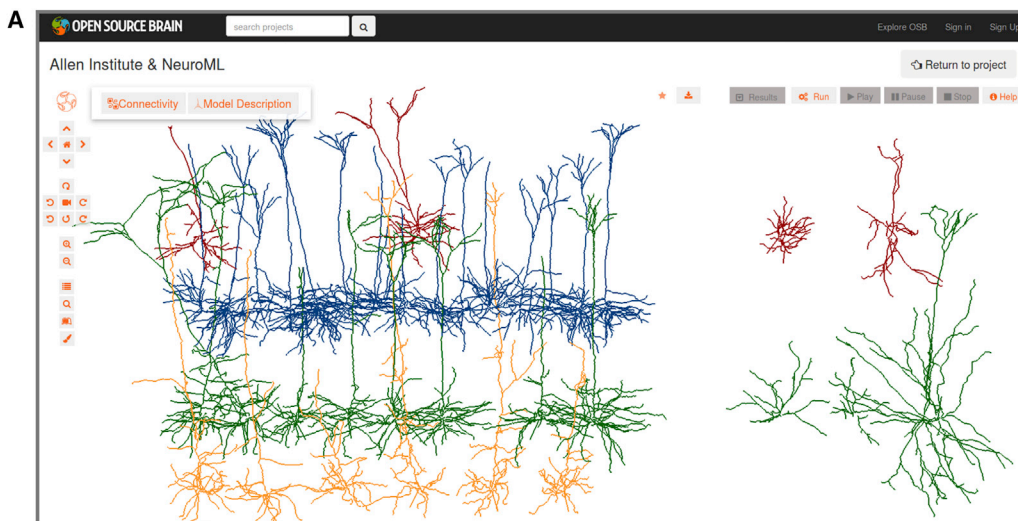 A
OPEN SOURCE BRAIN
search projects
Explore OSB
Sign in
Sign Up
Allen Institute & NeuroML
Return to project
Connectivity
Model Description
Results
Run
Play
Pause
Stop
Help